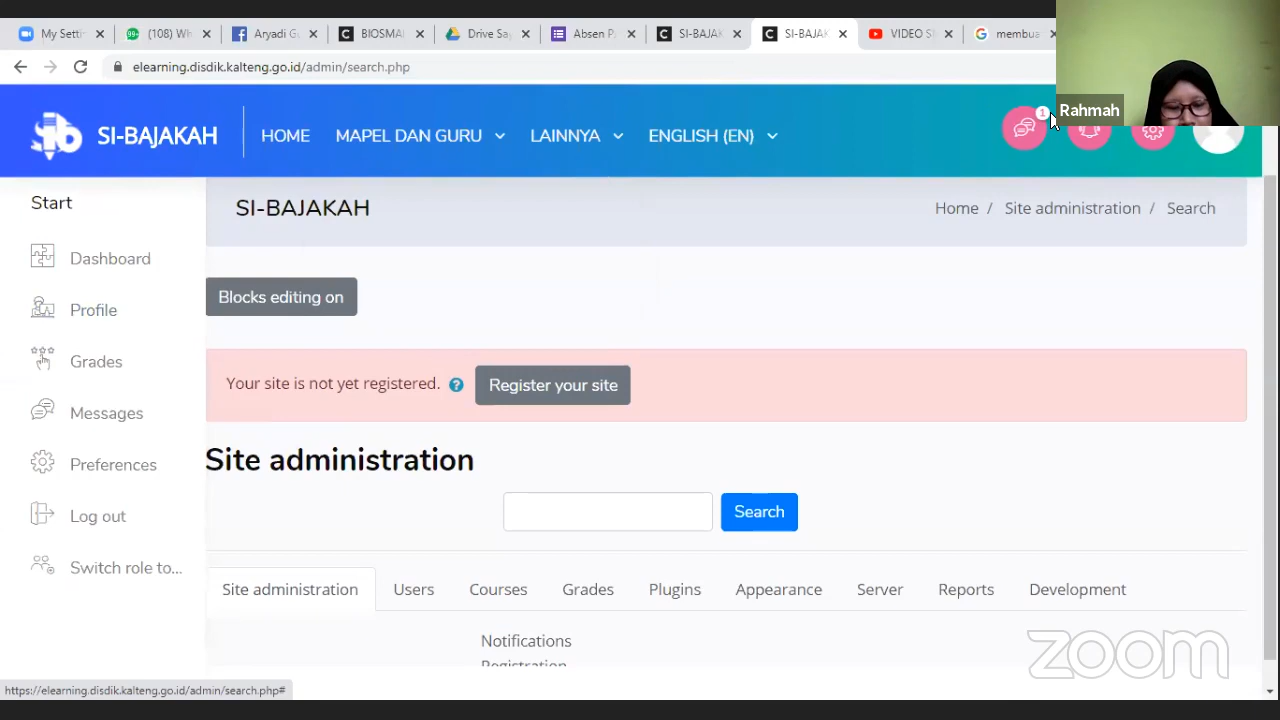 My Setti
(108) Wh
Aryadi Gu
BIOSMA
Drive Sa
Absen P
SI-BAJAK
SI-BAJAK
VIDEO S
membua
elearning.disdik.kalteng.go.id/admin/search.php
Rahmah
SI-BAJAKAH
HOME
MAPEL DAN GURU
LAINNYA
ENGLISH (EN)
1
Start
SI-BAJAKAH
Home / Site administration / Search
Dashboard
Blocks editing on
Profile
Grades
Your site is not yet registered.
Register your site
Messages
Site administration
Preferences
Search
Log out
Switch role to...
Site administration
Users
Courses
Grades
Plugins
Appearance
Server
Reports
Development
Notifications
Registration
zoom
https://elearning.disdik.kalteng.go.id/admin/search.php#